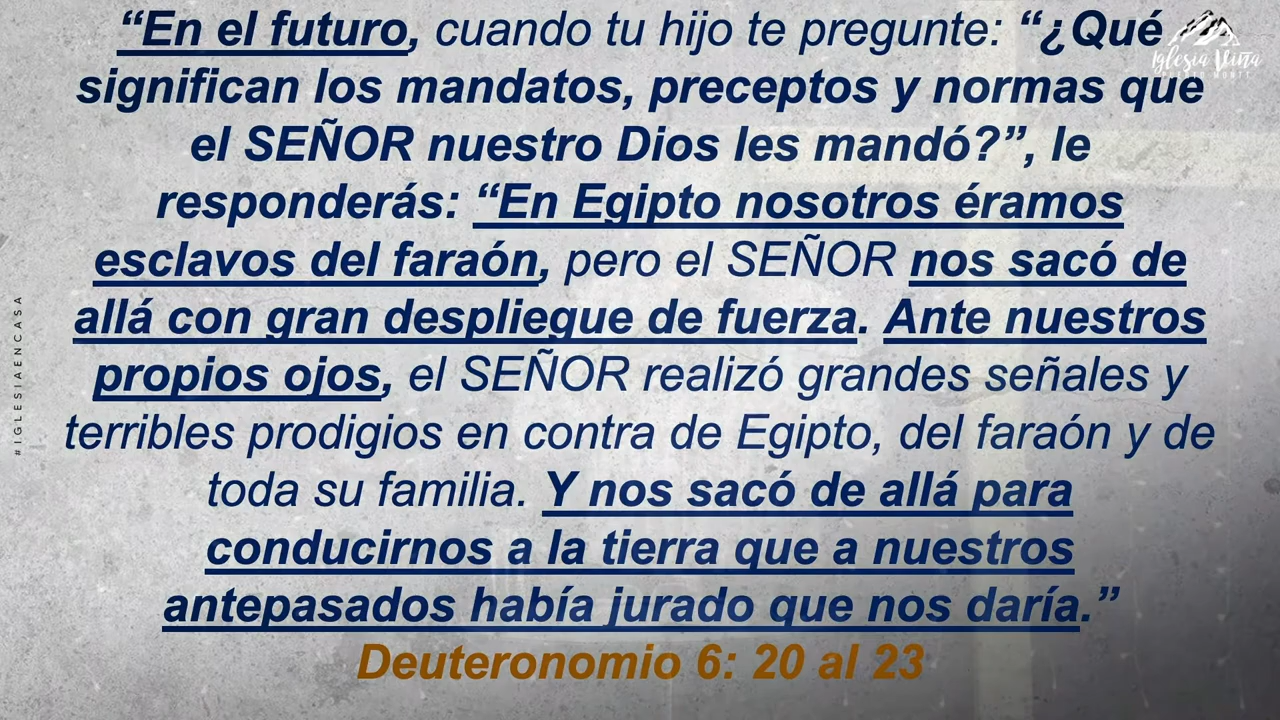 “En el futuro, cuando tu hijo te pregunte: “¿Qué
significan los mandatos, preceptos y normas que
el SEÑOR nuestro Dios les mandó?”, le
responderás: “En Egipto nosotros éramos
esclavos del faraón, pero el SEÑOR nos sacó de
allá con gran despliegue de fuerza. Ante nuestros
propios ojos, el SEÑOR realizó grandes señales y
terribles prodigios en contra de Egipto, del faraón y de
toda su familia. Y nos sacó de allá para
conducirnos a la tierra que a nuestros
antepasados había jurado que nos daría.”
Deuteronomio 6: 20 al 23
Iglesia Viña
PUERTO MONTT
#IGLESIAENCASA